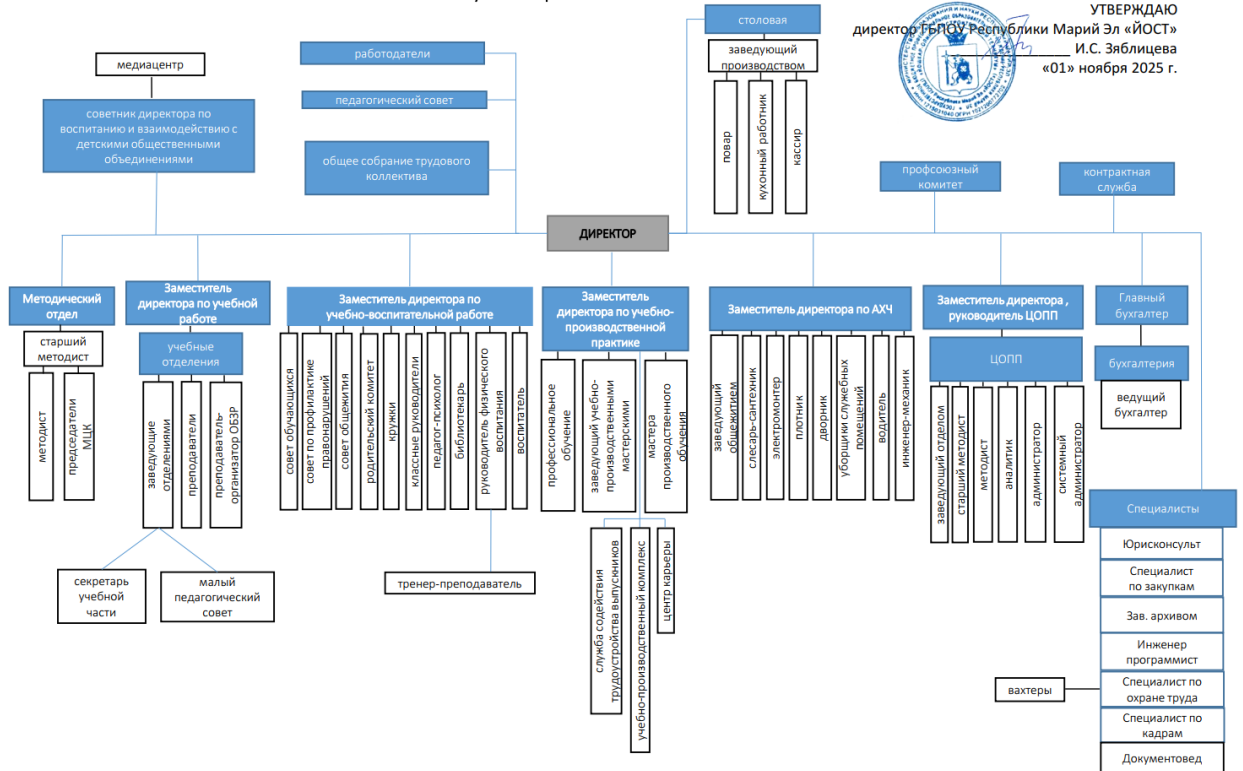 УТВЕРЖДАЮ
директор ГБПОУ Республики Марий Эл «ЙОСТ»
И.С. Зяблицева
«01» ноября 2025 г.
столовая
заведующий
производством
повар
кухонный работник
кассир
работодатели
педагогический совет
общее собрание трудового
коллектива
медиацентр
советник директора по
воспитанию и взаимодействию с
детскими общественными
объединениями
профсоюзный
комитет
контрактная
служба
ДИРЕКТОР
Методический
отдел
старший
методист
методист
председатели
МЦК
Заместитель
директора по учебной
работе
учебные
отделения
заведующие
отделениями
преподаватели
преподаватель-
организатор ОБЗР
секретарь
учебной
части
малый
педагогический
совет
Заместитель директора по
учебно-воспитательной работе
совет обучающихся
совет по профилактике
правонарушений
совет общежития
родительский комитет
кружки
классные руководители
педагог-психолог
библиотекарь
руководитель физического
воспитания
воспитатель
тренер-преподаватель
Заместитель
директора по учебно-
производственной
практике
профессиональное
обучение
заведующий учебно-
производственными
мастерскими
мастера
производственного
обучения
служба содействия
трудоустройства выпускников
учебно-производственный комплекс
центр карьеры
Заместитель директора по АХЧ
заведующий
общежитием
слесарь-сантехник
электромонтер
плотник
дворник
уборщики служебных
помещений
водитель
инженер-механик
Заместитель директора ,
руководитель ЦОПП
ЦОПП
заведующий отделом
старший методист
методист
аналитик
администратор
системный
администратор
Главный
бухгалтер
бухгалтерия
ведущий
бухгалтер
Специалисты
Юрисконсульт
Специалист
по закупкам
Зав. архивом
Инженер
программист
Специалист по
охране труда
вахтеры
Специалист по
кадрам
Документовед